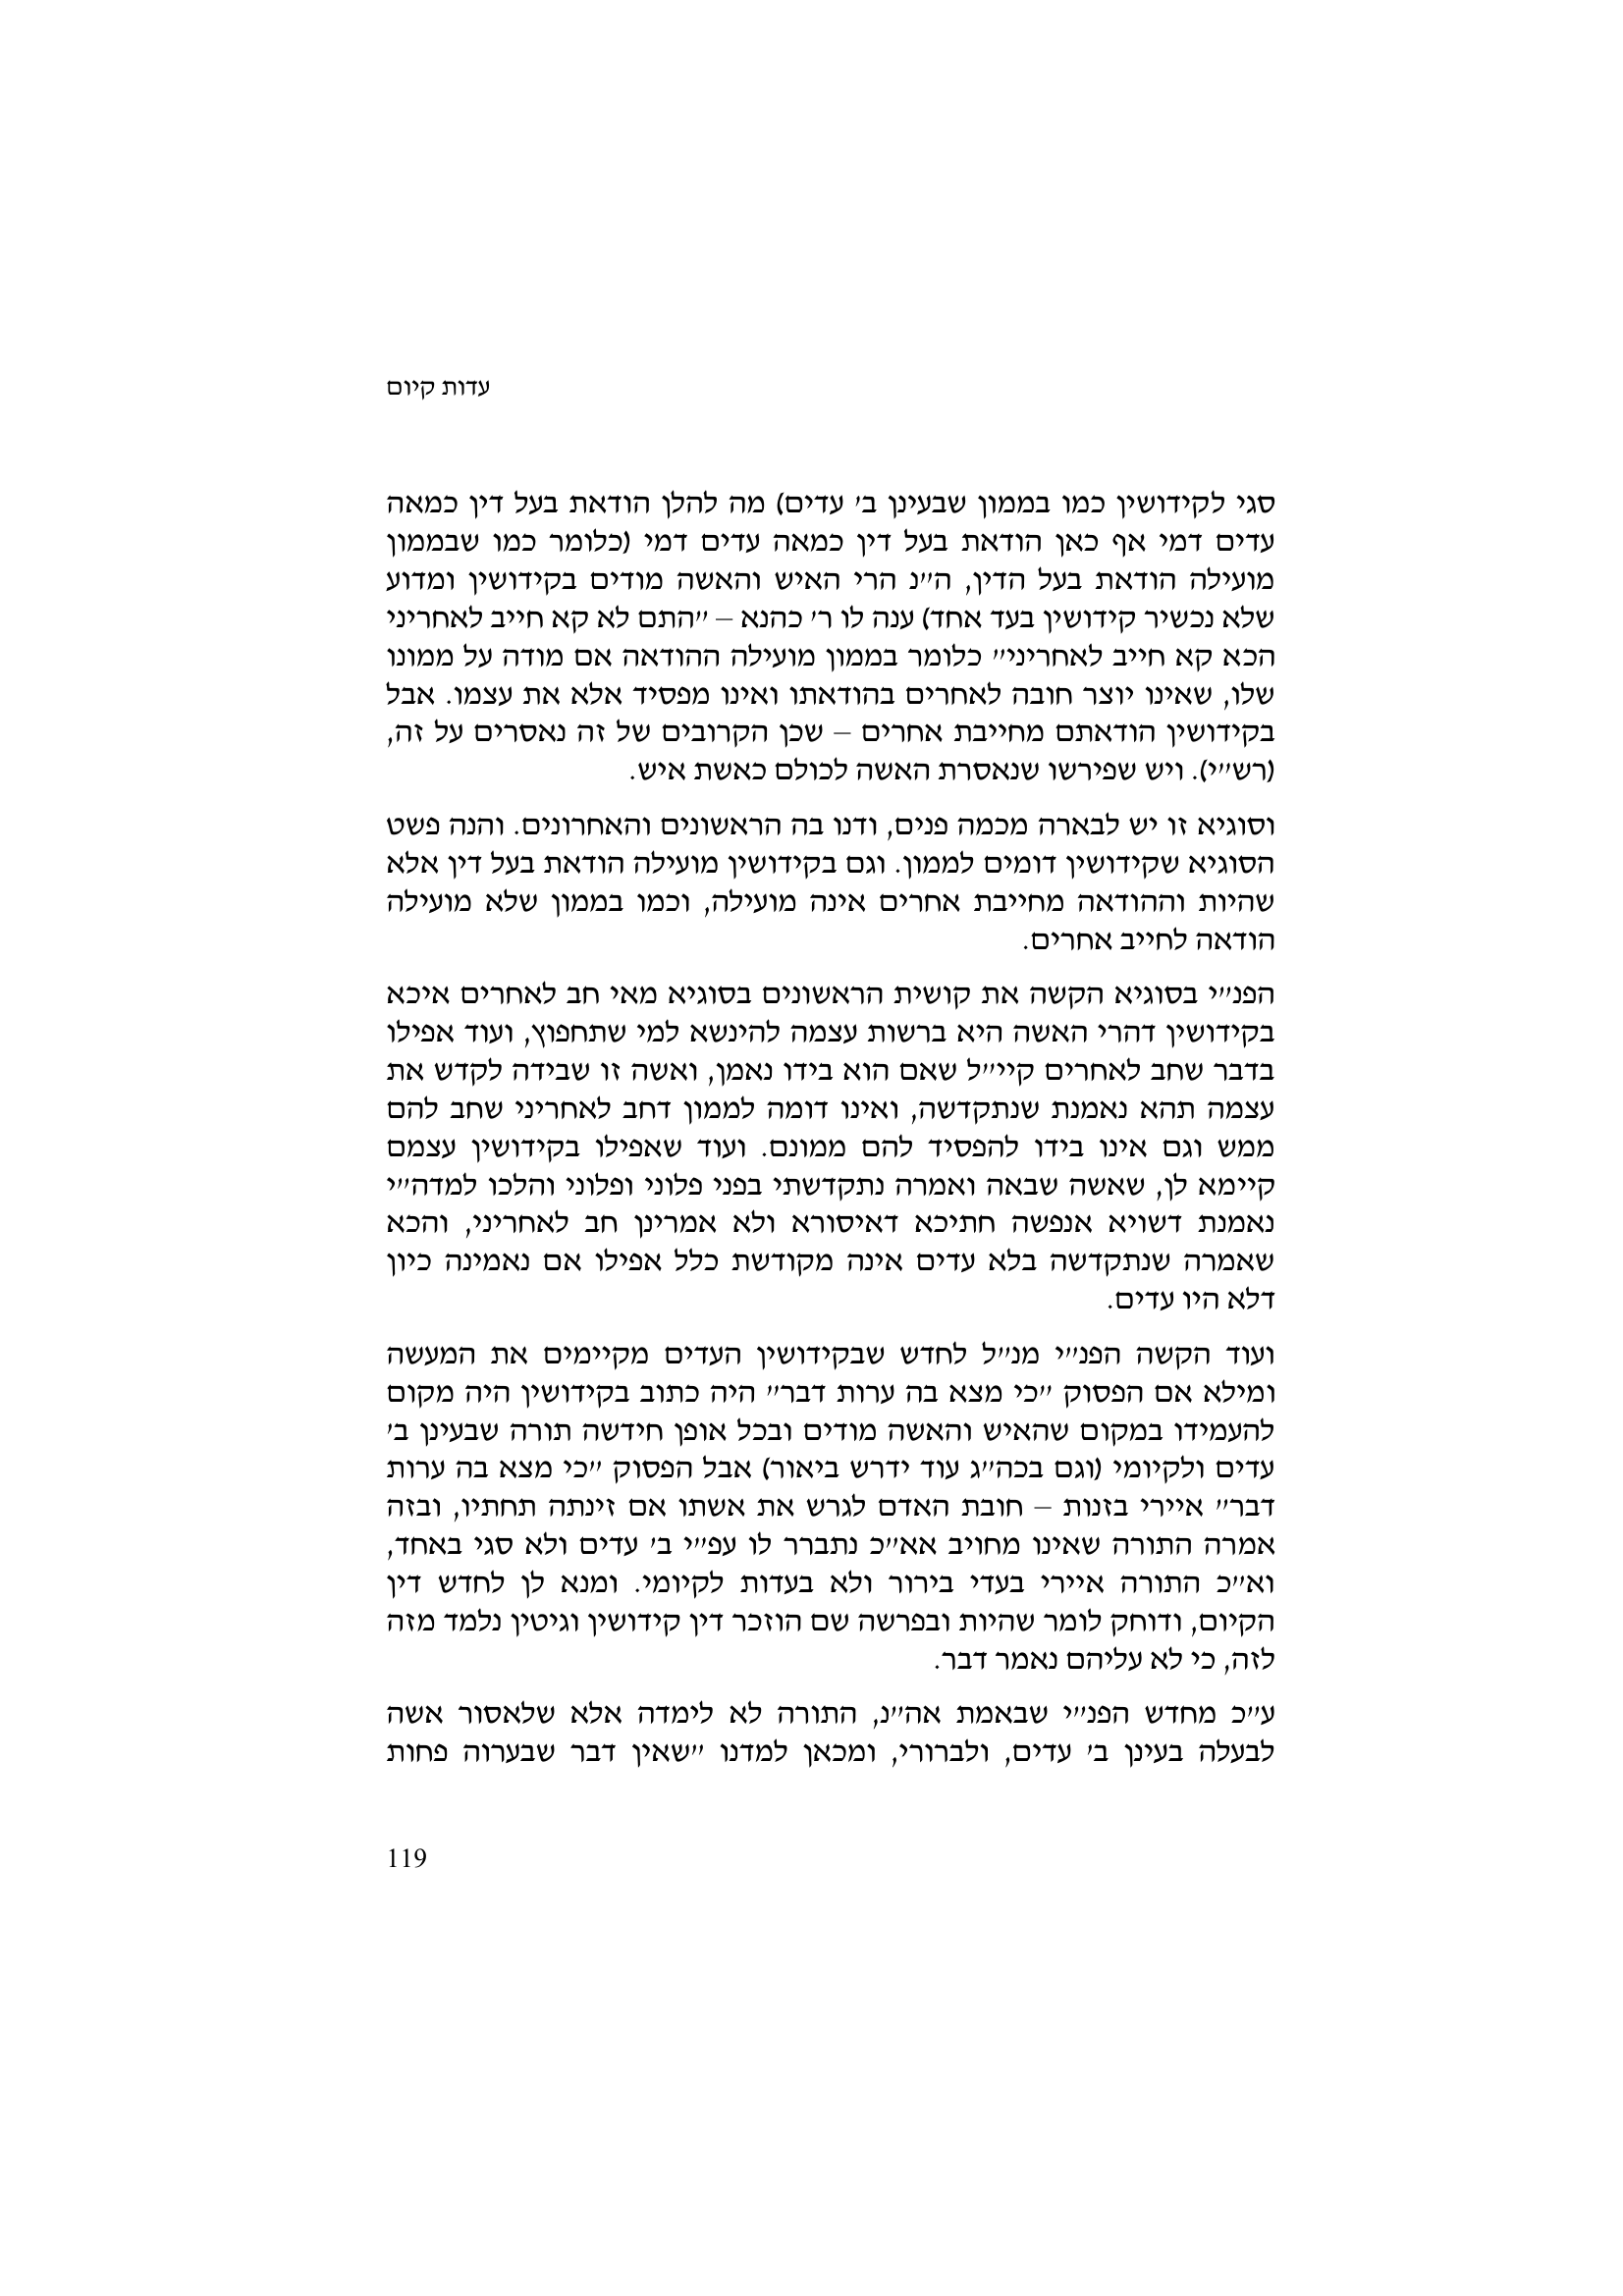 עדות קיום
סגי לקידושין כמו בממון שבעינן ב׳ עדים) מה להלן הודאת בעל דין כמאה
עדים דמי אף כאן הודאת בעל דין כמאה עדים דמי (כלומר כמו שבממון
מועילה הודאת בעל הדין, ה״נ הרי האיש והאשה מודים בקידושין ומדוע
שלא נכשיר קידושין בעד אחד) ענה לו ר׳ כהנא – ״התם לא קא חייב לאחריני
הכא קא חייב לאחריני״ כלומר בממון מועילה ההודאה אם מודה על ממונו
שלו, שאינו יוצר חובה לאחרים בהודאתו ואינו מפסיד אלא את עצמו. אבל
בקידושין הודאתם מחייבת אחרים – שכן הקרובים של זה נאסרים על זה,
(רש״י). ויש שפירשו שנאסרת האשה לכולם כאשת איש.
וסוגיא זו יש לבארה מכמה פנים, ודנו בה הראשונים והאחרונים. והנה פשט
הסוגיא שקידושין דומים לממון. וגם בקידושין מועילה הודאת בעל דין אלא
שהיות וההודאה מחייבת אחרים אינה מועילה, וכמו בממון שלא מועילה
הודאה לחייב אחרים.
הפנ״י בסוגיא הקשה את קושית הראשונים בסוגיא מאי חב לאחרים איכא
בקידושין דהרי האשה היא ברשות עצמה להינשא למי שתחפוץ, ועוד אפילו
בדבר שחב לאחרים קיי״ל שאם הוא בידו נאמן, ואשה זו שבידה לקדש את
עצמה תהא נאמנת שנתקדשה, ואינו דומה לממון דחב לאחריני שחב להם
ממש וגם אינו בידו להפסיד להם ממונם. ועוד שאפילו בקידושין עצמם
קיימא לן, שאשה שבאה ואמרה נתקדשתי בפני פלוני ופלוני והלכו למדה״י
נאמנת דשויא אנפשה חתיכא דאיסורא ולא אמרינן חב לאחריני, והכא
שאמרה שנתקדשה בלא עדים אינה מקודשת כלל אפילו אם נאמינה כיון
דלא היו עדים.
ועוד הקשה הפנ״י מנ״ל לחדש שבקידושין העדים מקיימים את המעשה
ומילא אם הפסוק ״כי מצא בה ערות דבר״ היה כתוב בקידושין היה מקום
להעמידו במקום שהאיש והאשה מודים ובכל אופן חידשה תורה שבעינן ב׳
עדים ולקיומי (וגם בכה״ג עוד ידרש ביאור) אבל הפסוק ״כי מצא בה ערות
דבר״ איירי בזנות – חובת האדם לגרש את אשתו אם זינתה תחתיו, ובזה
אמרה התורה שאינו מחויב אא״כ נתברר לו עפ״י ב׳ עדים ולא סגי באחד,
וא״כ התורה איירי בעדי בירור ולא בעדות לקיומי. ומנא לן לחדש דין
הקיום, ודוחק לומר שהיות ובפרשה שם הוזכר דין קידושין וגיטין נלמד מזה
לזה, כי לא עליהם נאמר דבר.
ע״כ מחדש הפנ״י שבאמת אה״נ, התורה לא לימדה אלא שלאסור אשה
לבעלה בעינן ב׳ עדים, ולברורי, ומכאן למדנו ״שאין דבר שבערוה פחות
119